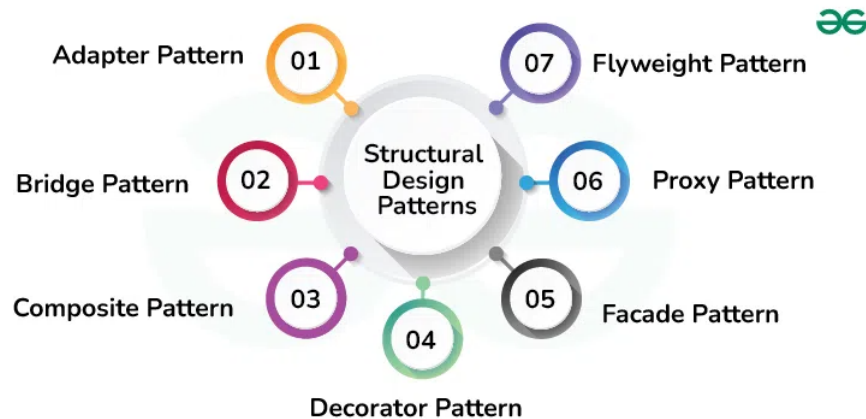 Adapter Pattern
01
07
Flyweight Pattern
Structural
Design
Patterns
Bridge Pattern
02
06
Proxy Pattern
Composite Pattern
03
05
Facade Pattern
04
Decorator Pattern